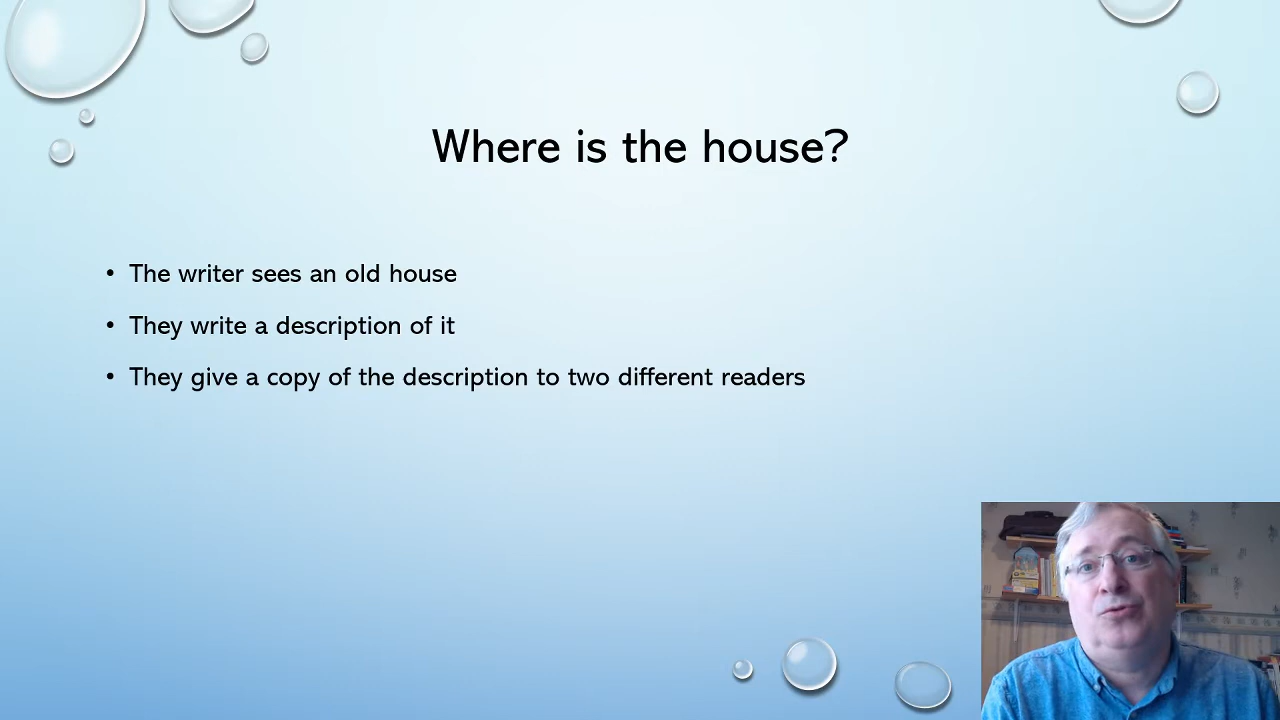 Where is the house?
• The writer sees an old house
• They write a description of it
• They give a copy of the description to two different readers